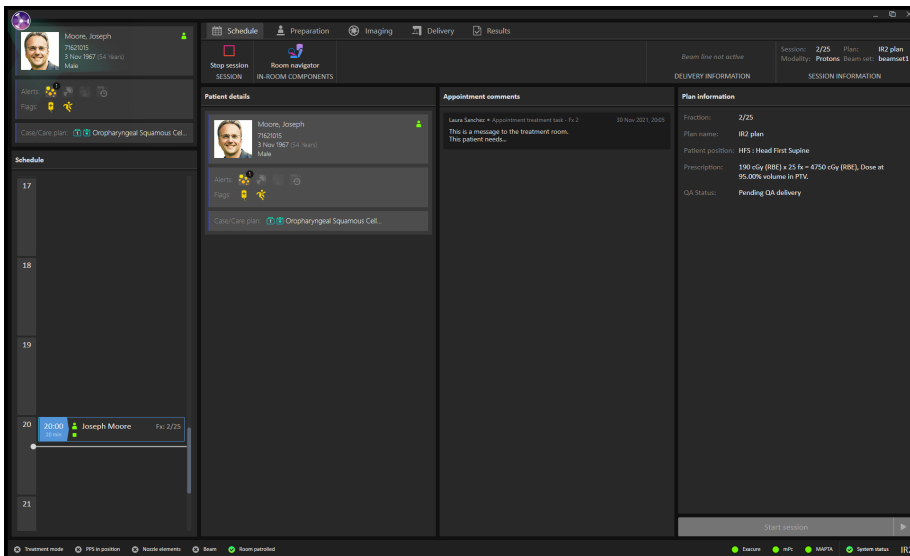 Moore, Joseph
71621015
3 Nov 1967 (54 Years)
Male
Alerts:
Flags:
Case/Care plan: Oropharyngeal Squamous Cel...
Schedule
17
18
19
20
20:00
20 min
Joseph Moore
Fx: 2/25
21
Schedule
Preparation
Imaging
Delivery
Results
Stop session
SESSION
Room navigator
IN-ROOM COMPONENTS
Beam line not active
DELIVERY INFORMATION
Session: 2/25 Plan: IR2 plan
Modality: Protons Beam set: beamset1
SESSION INFORMATION
Patient details
Moore, Joseph
71621015
3 Nov 1967 (54 Years)
Male
Alerts:
Flags:
Case/Care plan: Oropharyngeal Squamous Cell...
Appointment comments
Laura Sanchez • Appointment treatment task - Fx 2
30 Nov 2021, 20:05
This is a message to the treatment room.
This patient needs...
Plan information
Fraction: 2/25
Plan name: IR2 plan
Patient position: HFS : Head First Supine
Prescription: 190 cGy (RBE) x 25 fx = 4750 cGy (RBE), Dose at
95.00% volume in PTV.
QA Status: Pending QA delivery
Start session
Treatment mode
PPS in position
Nozzle elements
Beam
Room patrolled
Exacure
mPc
MAPTA
System status